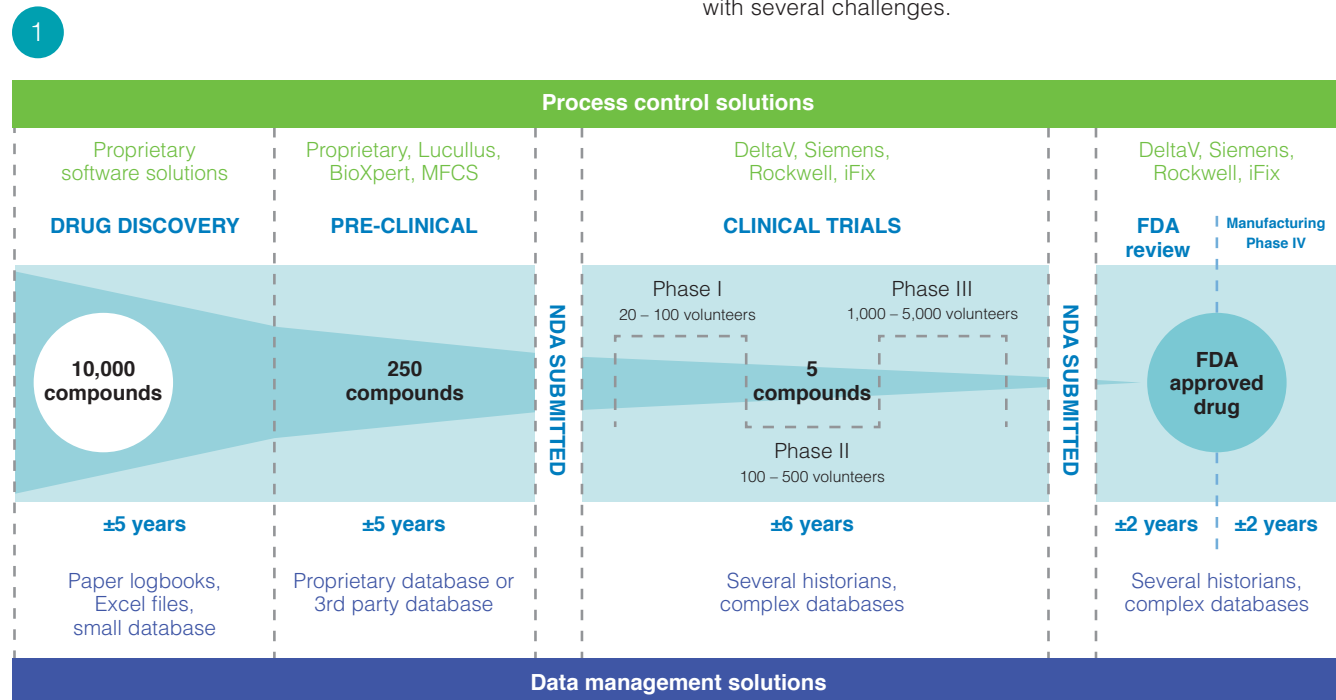 with several challenges.
1
Process control solutions
Proprietary
software solutions
Proprietary, Lucullus,
BioXpert, MFCS
DeltaV, Siemens,
Rockwell, iFix
DeltaV, Siemens,
Rockwell, iFix
DRUG DISCOVERY
PRE-CLINICAL
CLINICAL TRIALS
FDA
review
Manufacturing
Phase IV
10,000
compounds
250
compounds
NDA SUBMITTED
Phase I
20 – 100 volunteers
Phase III
1,000 – 5,000 volunteers
5
compounds
Phase II
100 – 500 volunteers
NDA SUBMITTED
FDA
approved
drug
±5 years
±5 years
±6 years
±2 years
±2 years
Paper logbooks,
Excel files,
small database
Proprietary database or
3rd party database
Several historians,
complex databases
Several historians,
complex databases
Data management solutions